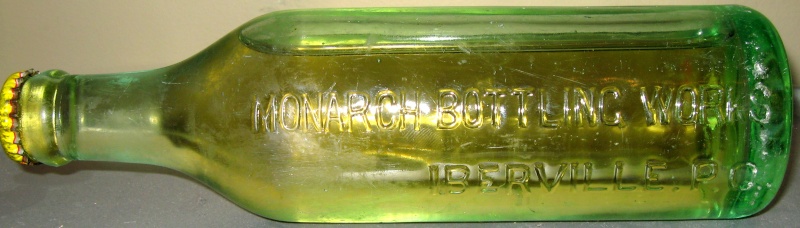 MONARCH BOTTLING WORKS
IBERVILLE. P.Q.